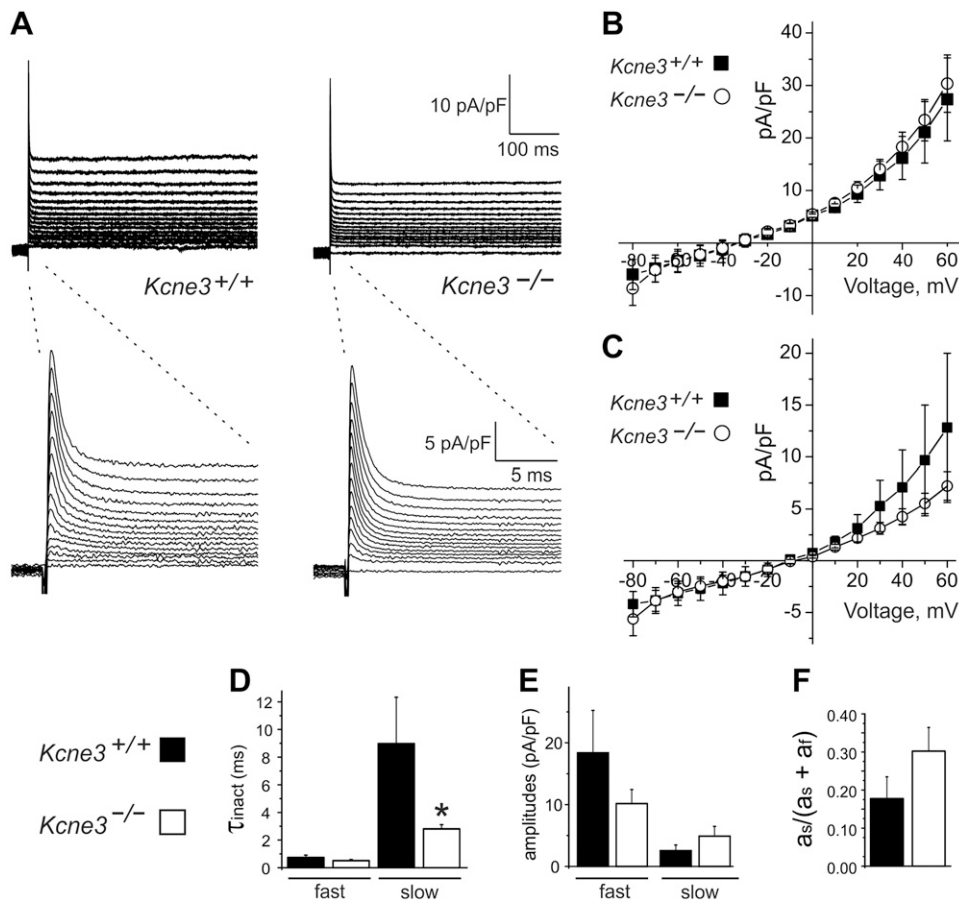 A
10 pA/pF
100 ms
Kcne3+/+
Kcne3−/−
5 pA/pF
5 ms
B
Kcne3+/+
Kcne3−/−
pA/pF
40
30
20
10
-10
-80 -60 -40 -20 20 40 60
Voltage, mV
C
Kcne3+/+
Kcne3−/−
pA/pF
20
15
10
5
-5
-80 -60 -40 -20 20 40 60
Voltage, mV
Kcne3+/+
Kcne3−/−
D
τinact (ms)
12
10
8
6
4
2
0
*
fast slow
E
amplitudes (pA/pF)
20
10
0
fast slow
F
as/(as + af)
0.40
0.30
0.20
0.10
0.00